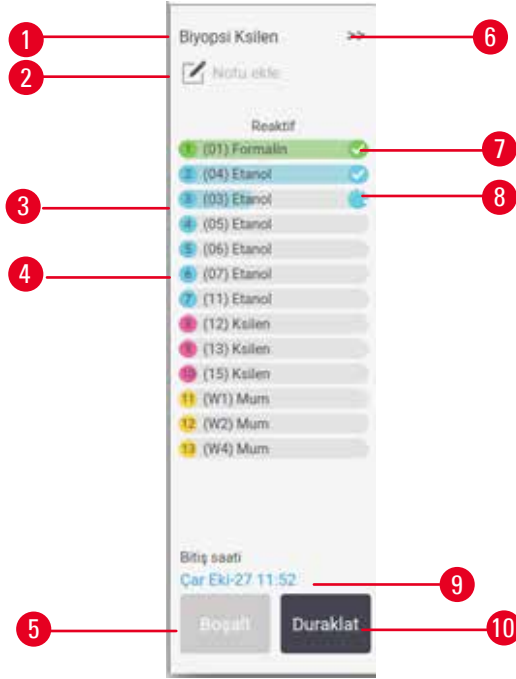 1 Biyopsi Ksilen >> 6
2 Notu ekle:
Reaktif
1 (01) Formalin 7
2 (04) Etanol
3 3 (03) Etanol 8
4 (05) Etanol
5 (06) Etanol
4 6 (07) Etanol
7 (11) Etanol
8 (12) Ksilen
9 (13) Ksilen
10 (15) Ksilen
11 (W1) Mum
12 (W2) Mum
13 (W4) Mum
Bitiş saati
Çar Eki-27 11:52 9
5 Boşalt Duraklat 10